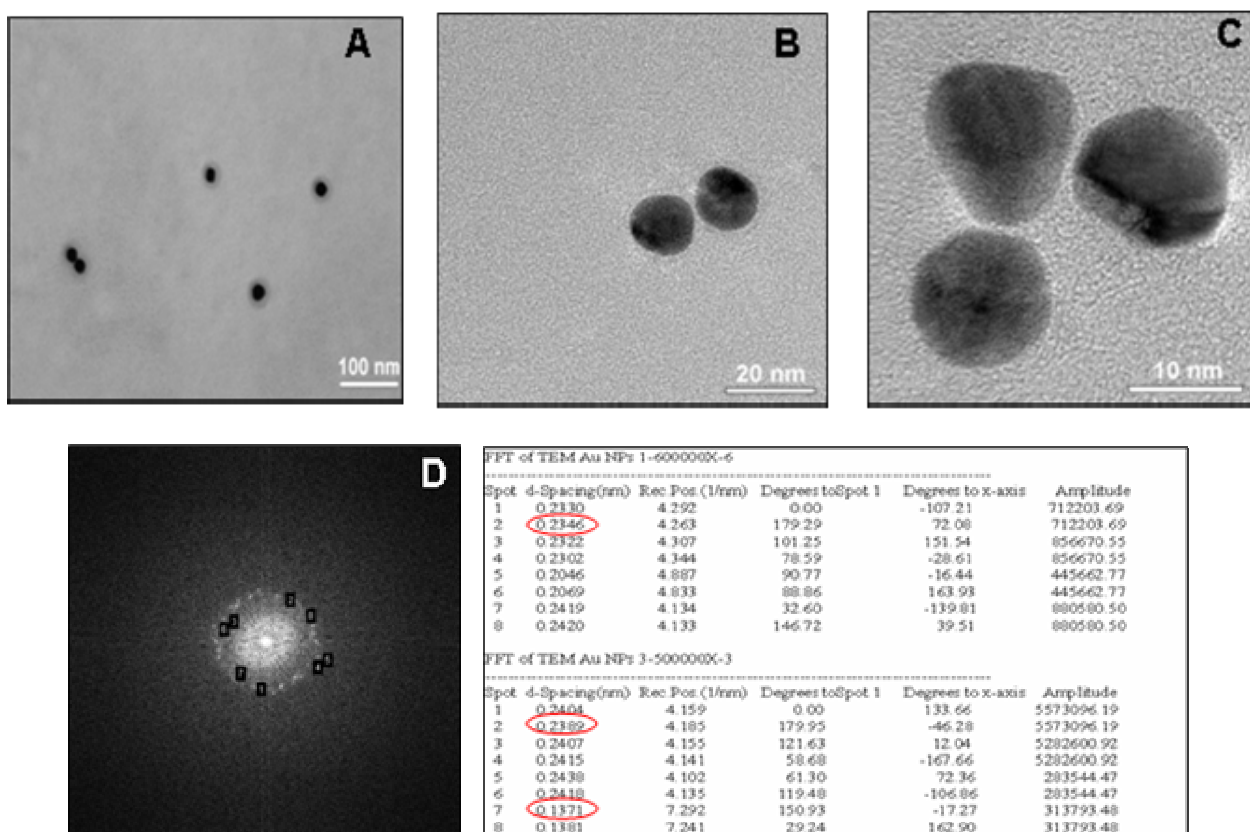 A
B
C
100 nm
20 nm
10 nm
D
FFT of TEM Au NPs 1-600000X-6
Spot d-Spacing(nm) Rec.Pos.(1/nm) Degrees toSpot 1 Degrees to x-axis Amplitude
1 0.2330 4.292 0.00 -107.21 712203.69
2 0.2346 4.263 179.29 72.08 712203.69
3 0.2322 4.307 101.25 151.54 856670.55
4 0.2302 4.344 78.59 -28.61 856670.55
5 0.2046 4.887 90.77 -16.44 445662.77
6 0.2069 4.833 88.86 163.93 445662.77
7 0.2419 4.134 32.60 -139.81 880580.50
8 0.2420 4.133 146.72 39.51 880580.50
FFT of TEM Au NPs 3-500000X-3
Spot d-Spacing(nm) Rec.Pos.(1/nm) Degrees toSpot 1 Degrees to x-axis Amplitude
1 0.2404 4.159 0.00 133.66 5573096.19
2 0.2389 4.185 179.95 -46.28 5573096.19
3 0.2407 4.155 121.63 12.04 5282600.92
4 0.2415 4.141 58.68 -167.66 5282600.92
5 0.2438 4.102 61.30 72.36 283544.47
6 0.2418 4.135 119.48 -106.86 283544.47
7 0.1371 7.292 150.93 -17.27 313793.48
8 0.1381 7.241 29.24 162.90 313793.48